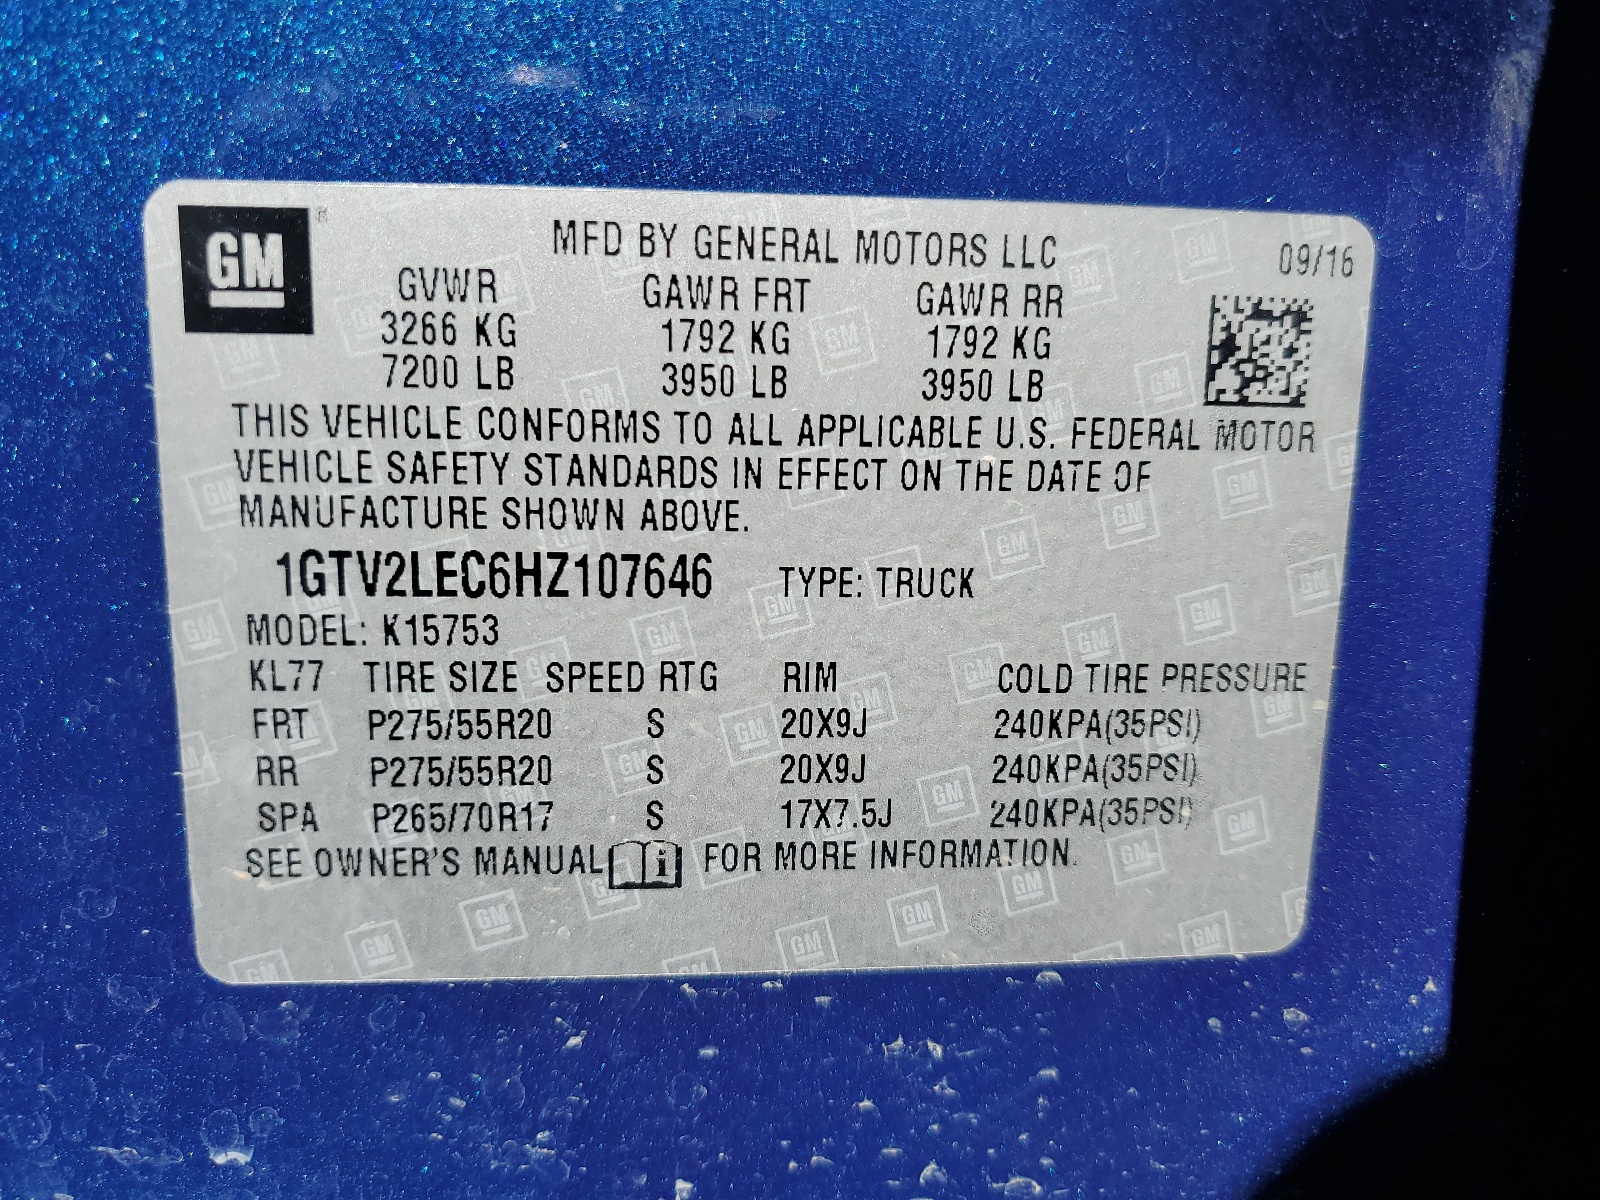 GM
MFD BY GENERAL MOTORS LLC 09/16
GVWR GAWR FRT GAWR RR
3266 KG 1792 KG 1792 KG
7200 LB 3950 LB 3950 LB
THIS VEHICLE CONFORMS TO ALL APPLICABLE U.S. FEDERAL MOTOR
VEHICLE SAFETY STANDARDS IN EFFECT ON THE DATE OF
MANUFACTURE SHOWN ABOVE.
1GTV2LEC6HZ107646 TYPE: TRUCK
MODEL: K15753
KL77 TIRE SIZE SPEED RTG RIM COLD TIRE PRESSURE
FRT P275/55R20 S 20X9J 240KPA(35PSI)
RR P275/55R20 S 20X9J 240KPA(35PSI)
SPA P265/70R17 S 17X7.5J 240KPA(35PSI)
SEE OWNER'S MANUAL i FOR MORE INFORMATION.